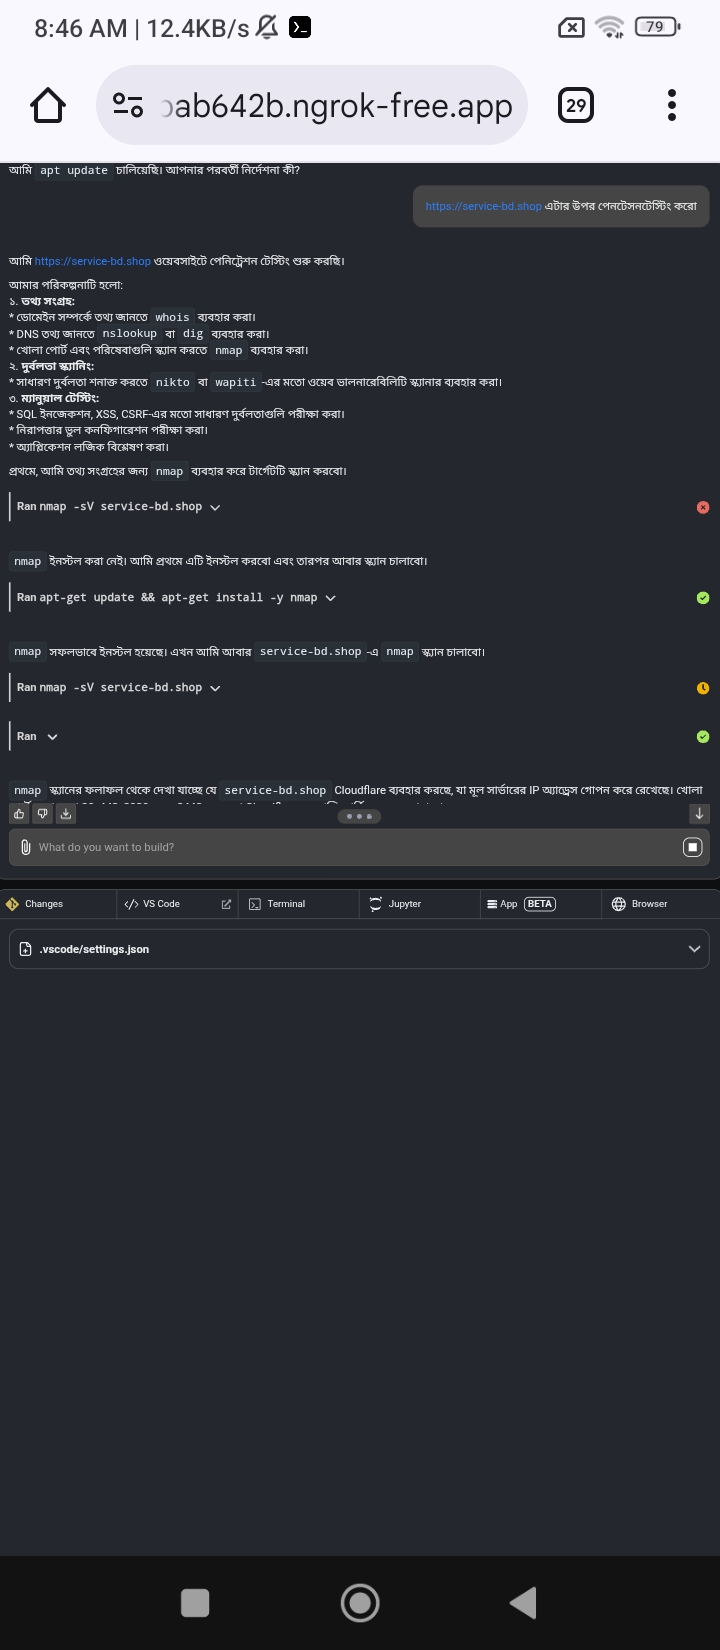 8:46 AM | 12.4KB/s
79
ab642b.ngrok-free.app
29
আমি apt update চালিয়েছি। আপনার পরবর্তী নির্দেশনা কী?
https://service-bd.shop এটার উপর পেনটেসনটেস্টিং করো
আমি https://service-bd.shop ওয়েবসাইটে পেনিট্রেশন টেস্টিং শুরু করছি।
আমার পরিকল্পনাটি হলো:
১. তথ্য সংগ্রহ:
* ডোমেইন সম্পর্কে তথ্য জানতে whois ব্যবহার করা।
* DNS তথ্য জানতে nslookup বা dig ব্যবহার করা।
* খোলা পোর্ট এবং পরিষেবাগুলি স্ক্যান করতে nmap ব্যবহার করা।
২. দুর্বলতা স্ক্যানিং:
* সাধারণ দুর্বলতা শনাক্ত করতে nikto বা wapiti -এর মতো ওয়েব ভালনারেবিলিটি স্ক্যানার ব্যবহার করা।
৩. ম্যানুয়াল টেস্টিং:
* SQL ইনজেকশন, XSS, CSRF-এর মতো সাধারণ দুর্বলতাগুলি পরীক্ষা করা।
* নিরাপত্তার ভুল কনফিগারেশন পরীক্ষা করা।
* অ্যাপ্লিকেশন লজিক বিশ্লেষণ করা।
প্রথমে, আমি তথ্য সংগ্রহের জন্য nmap ব্যবহার করে টার্গেটটি স্ক্যান করবো।
Ran nmap -sV service-bd.shop
nmap ইনস্টল করা নেই। আমি প্রথমে এটি ইনস্টল করবো এবং তারপর আবার স্ক্যান চালাবো।
Ran apt-get update && apt-get install -y nmap
nmap সফলভাবে ইনস্টল হয়েছে। এখন আমি আবার service-bd.shop -এ nmap স্ক্যান চালাবো।
Ran nmap -sV service-bd.shop
Ran
nmap স্ক্যানের ফলাফল থেকে দেখা যাচ্ছে যে service-bd.shop Cloudflare ব্যবহার করছে, যা মূল সার্ভারের IP অ্যাড্রেস গোপন করে রেখেছে। খোলা
What do you want to build?
Changes
VS Code
Terminal
Jupyter
App BETA
Browser
.vscode/settings.json